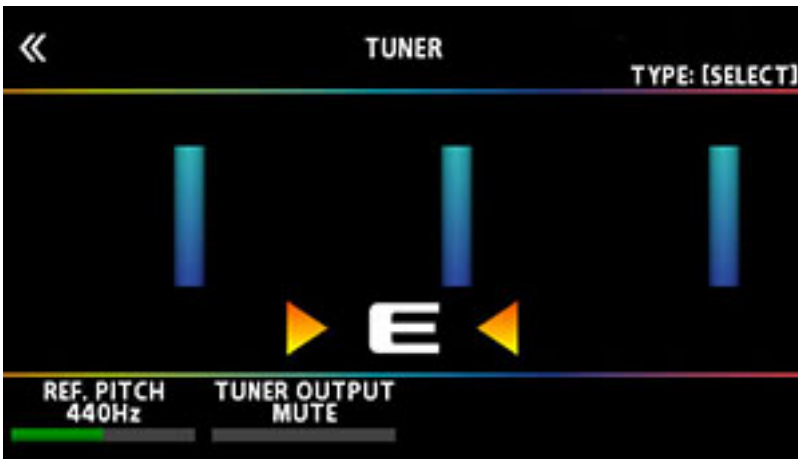 TUNER
TYPE: [SELECT]
E
REF. PITCH
440Hz
TUNER OUTPUT
MUTE